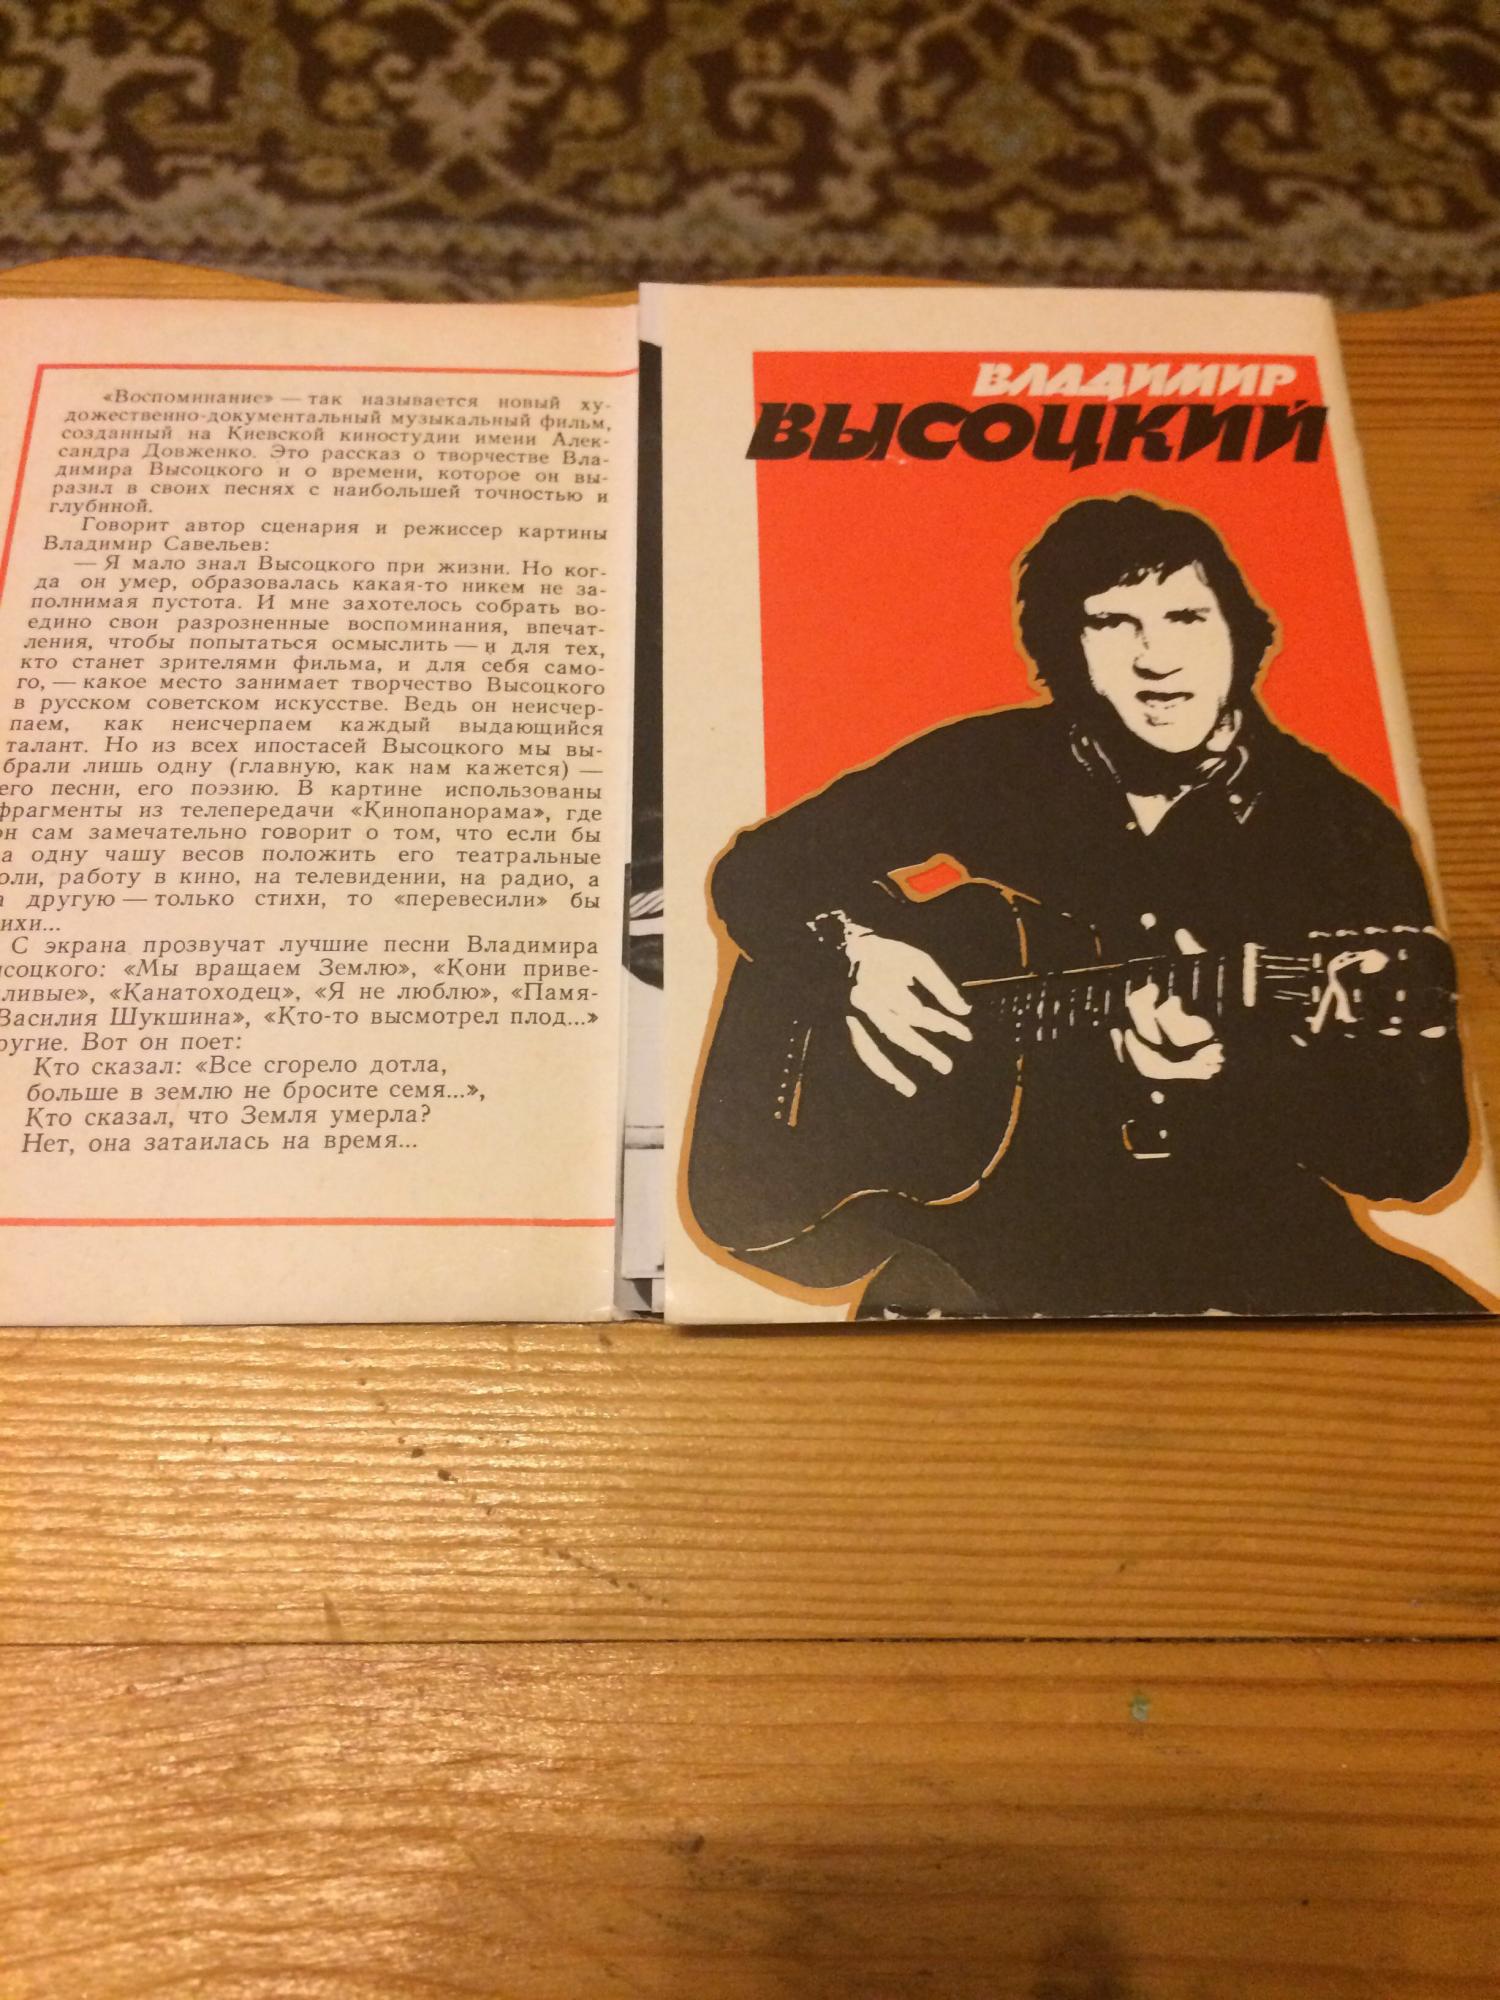 «Воспоминание» — так называется новый ху-
дожественно-документальный музыкальный фильм,
созданный на Киевской киностудии имени Алек-
сандра Довженко. Это рассказ о творчестве Вла-
димира Высоцкого и о времени, которое он вы-
разил в своих песнях с наибольшей точностью и
глубиной.
Говорит автор сценария и режиссер картины
Владимир Савельев:
— Я мало знал Высоцкого при жизни. Но ког-
да он умер, образовалась какая-то никем не за-
полнимая пустота. И мне захотелось собрать во-
едино свои разрозненные воспоминания, впечат-
ления, чтобы попытаться осмыслить — и для тех,
кто станет зрителями фильма, и для себя само-
го, — какое место занимает творчество Высоцкого
в русском советском искусстве. Ведь он неисчер-
паем, как неисчерпаем каждый выдающийся
талант. Но из всех ипостасей Высоцкого мы вы-
брали лишь одну (главную, как нам кажется) —
его песни, его поэзию. В картине использованы
фрагменты из телепередачи «Кинопанорама», где
он сам замечательно говорит о том, что если бы
а одну чашу весов положить его театральные
оли, работу в кино, на телевидении, на радио, а
а другую — только стихи, то «перевесили» бы
ихи...
С экрана прозвучат лучшие песни Владимира
ысоцкого: «Мы вращаем Землю», «Кони приве-
ливые», «Канатоходец», «Я не люблю», «Памя-
Василия Шукшина», «Кто-то высмотрел плод...»
ругие. Вот он поет:
Кто сказал: «Все сгорело дотла,
больше в землю не бросите семя...»,
Кто сказал, что Земля умерла?
Нет, она затаилась на время...
ВЛАДИМИР
ВЫСОЦКИЙ